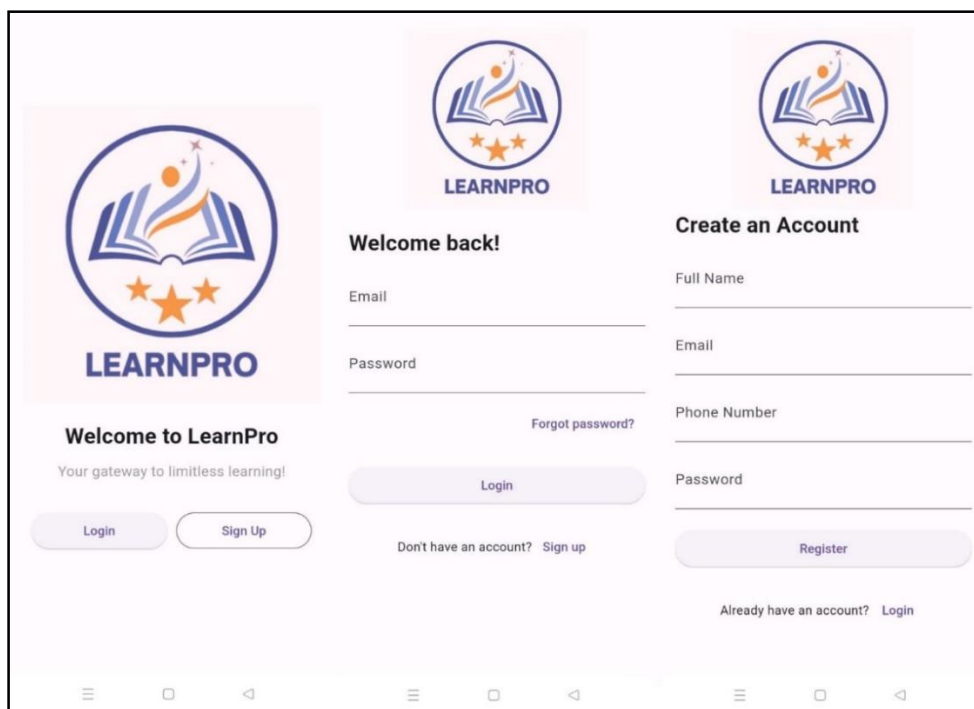 LEARNPRO
Welcome to LearnPro
Your gateway to limitless learning!
Login
Sign Up
LEARNPRO
Welcome back!
Email
Password
Forgot password?
Login
Don't have an account? Sign up
LEARNPRO
Create an Account
Full Name
Email
Phone Number
Password
Register
Already have an account? Login